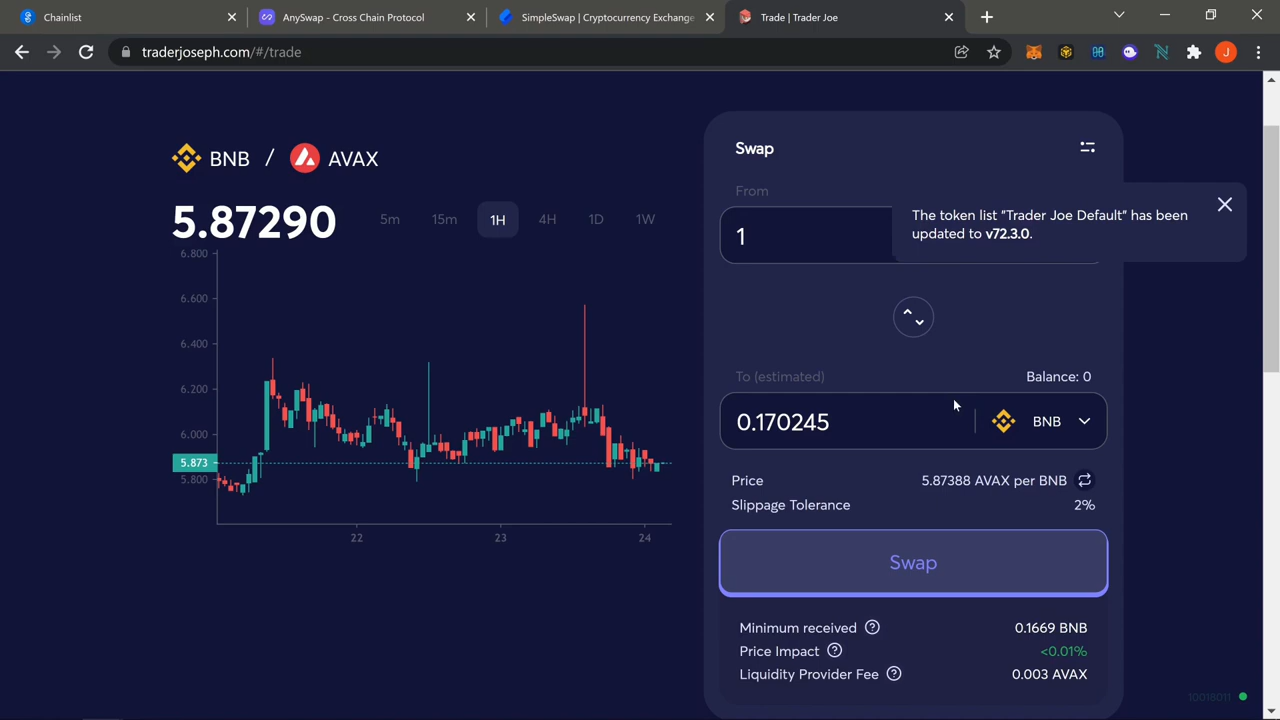 Chainlist
AnySwap - Cross Chain Protocol
SimpleSwap | Cryptocurrency Exchange
Trade | Trader Joe
traderjoseph.com/#/trade
J
BNB / AVAX
5.87290
5m 15m 1H 4H 1D 1W
6.800
6.600
6.400
6.200
6.000
5.873
5.800
22 23 24
Swap
From
1
The token list "Trader Joe Default" has been
updated to v72.3.0.
To (estimated) Balance: 0
0.170245 BNB
Price 5.87388 AVAX per BNB
Slippage Tolerance 2%
Swap
Minimum received ? 0.1669 BNB
Price Impact ? <0.01%
Liquidity Provider Fee ? 0.003 AVAX
10018011